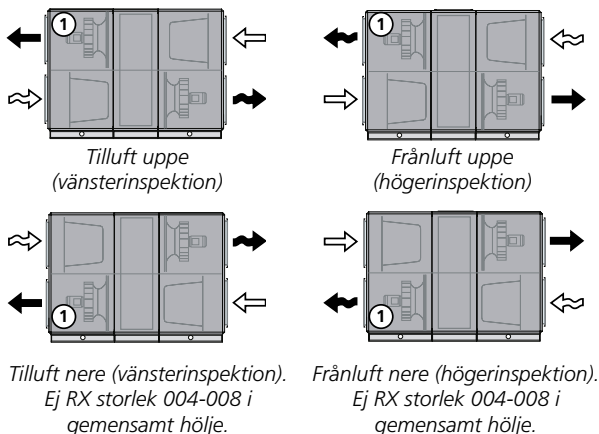 1
1
Tilluft uppe
(vänsterinspektion)
Frånluft uppe
(högerinspektion)
1
1
Tilluft nere (vänsterinspektion).
Ej RX storlek 004-008 i
gemensamt hölje.
Frånluft nere (högerinspektion).
Ej RX storlek 004-008 i
gemensamt hölje.